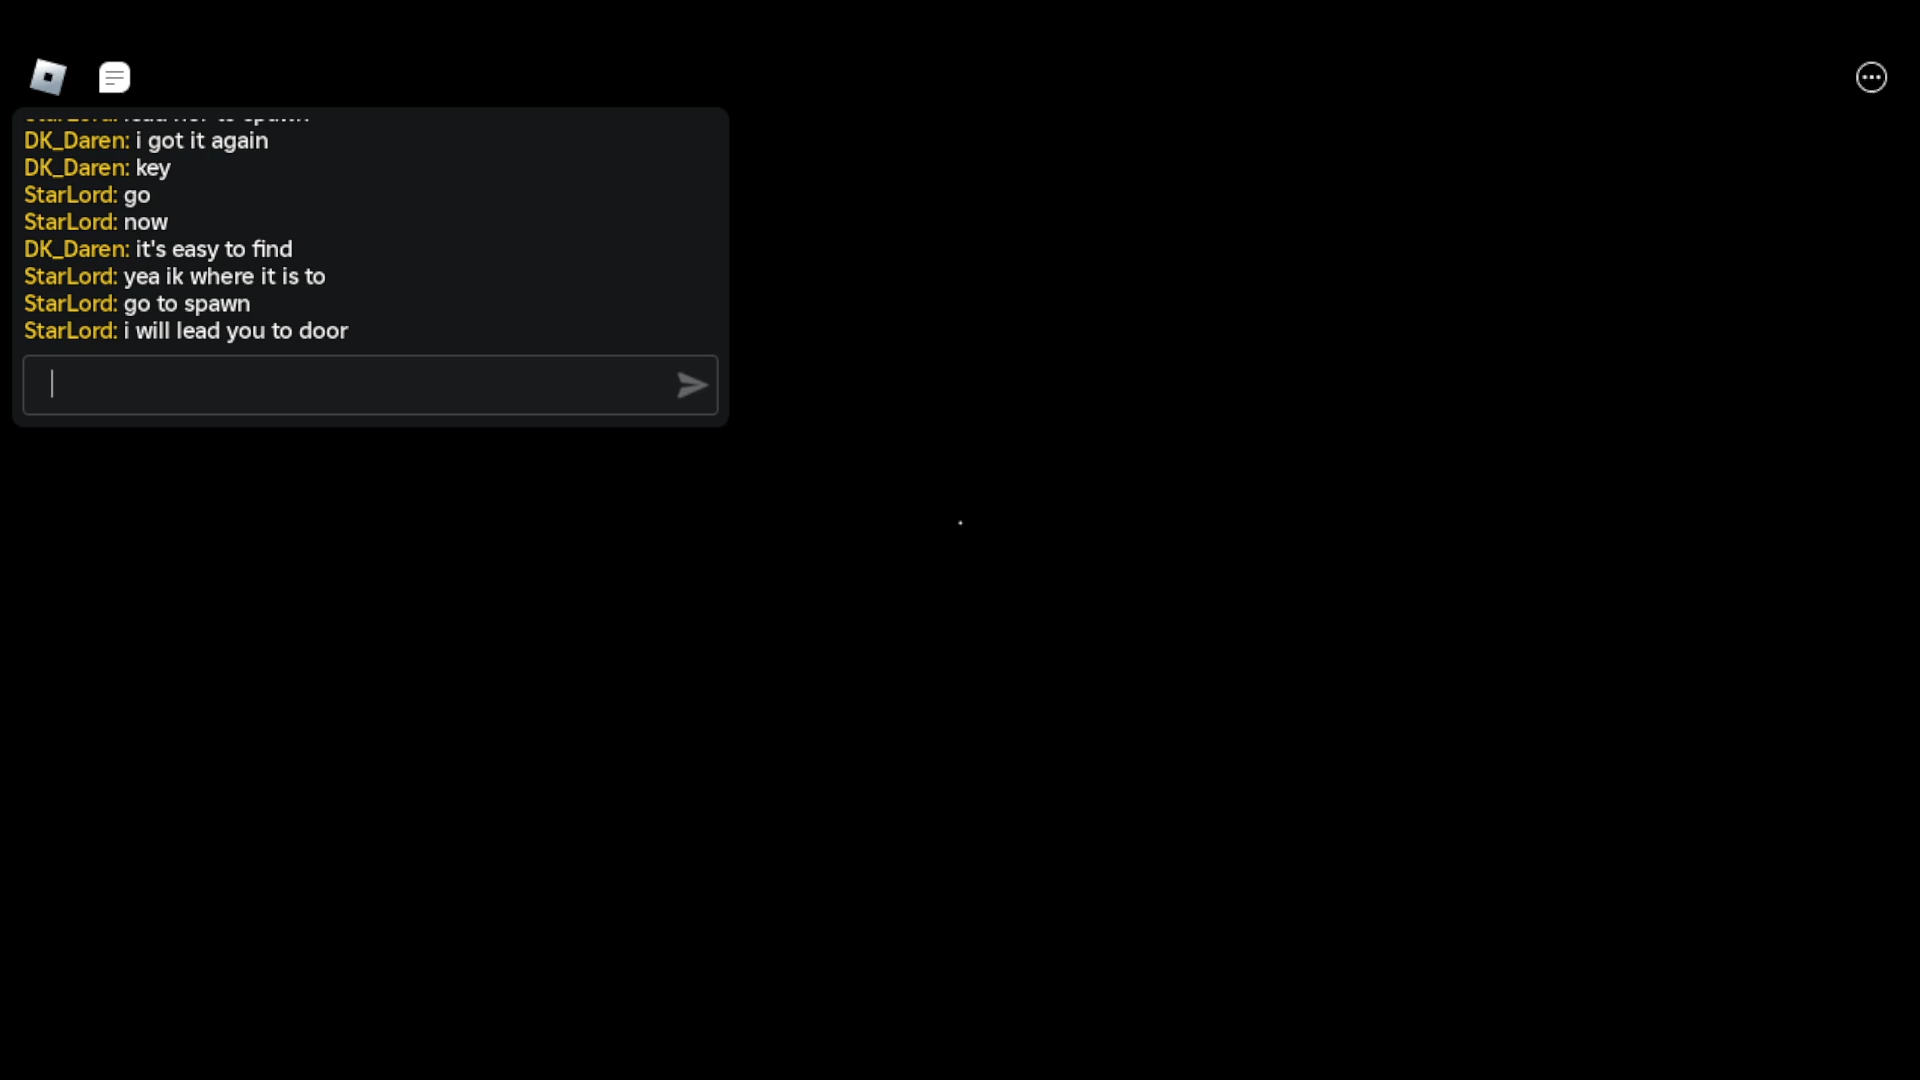 DK_Daren: i got it again
DK_Daren: key
StarLord: go
StarLord: now
DK_Daren: it's easy to find
StarLord: yea ik where it is to
StarLord: go to spawn
StarLord: i will lead you to door